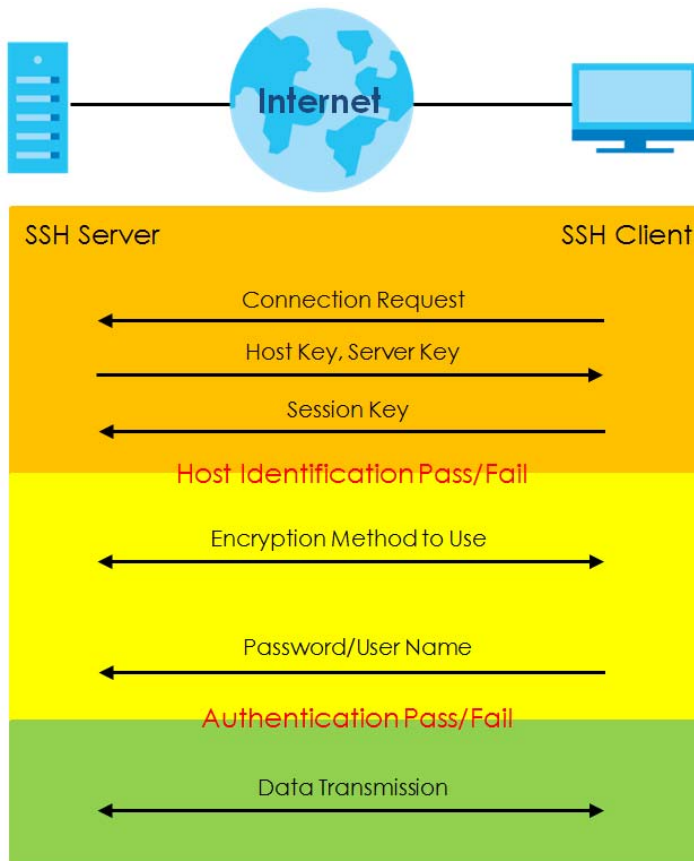 Internet
SSH Server
SSH Client
Connection Request
Host Key, Server Key
Session Key
Host Identification Pass/Fail
Encryption Method to Use
Password/User Name
Authentication Pass/Fail
Data Transmission